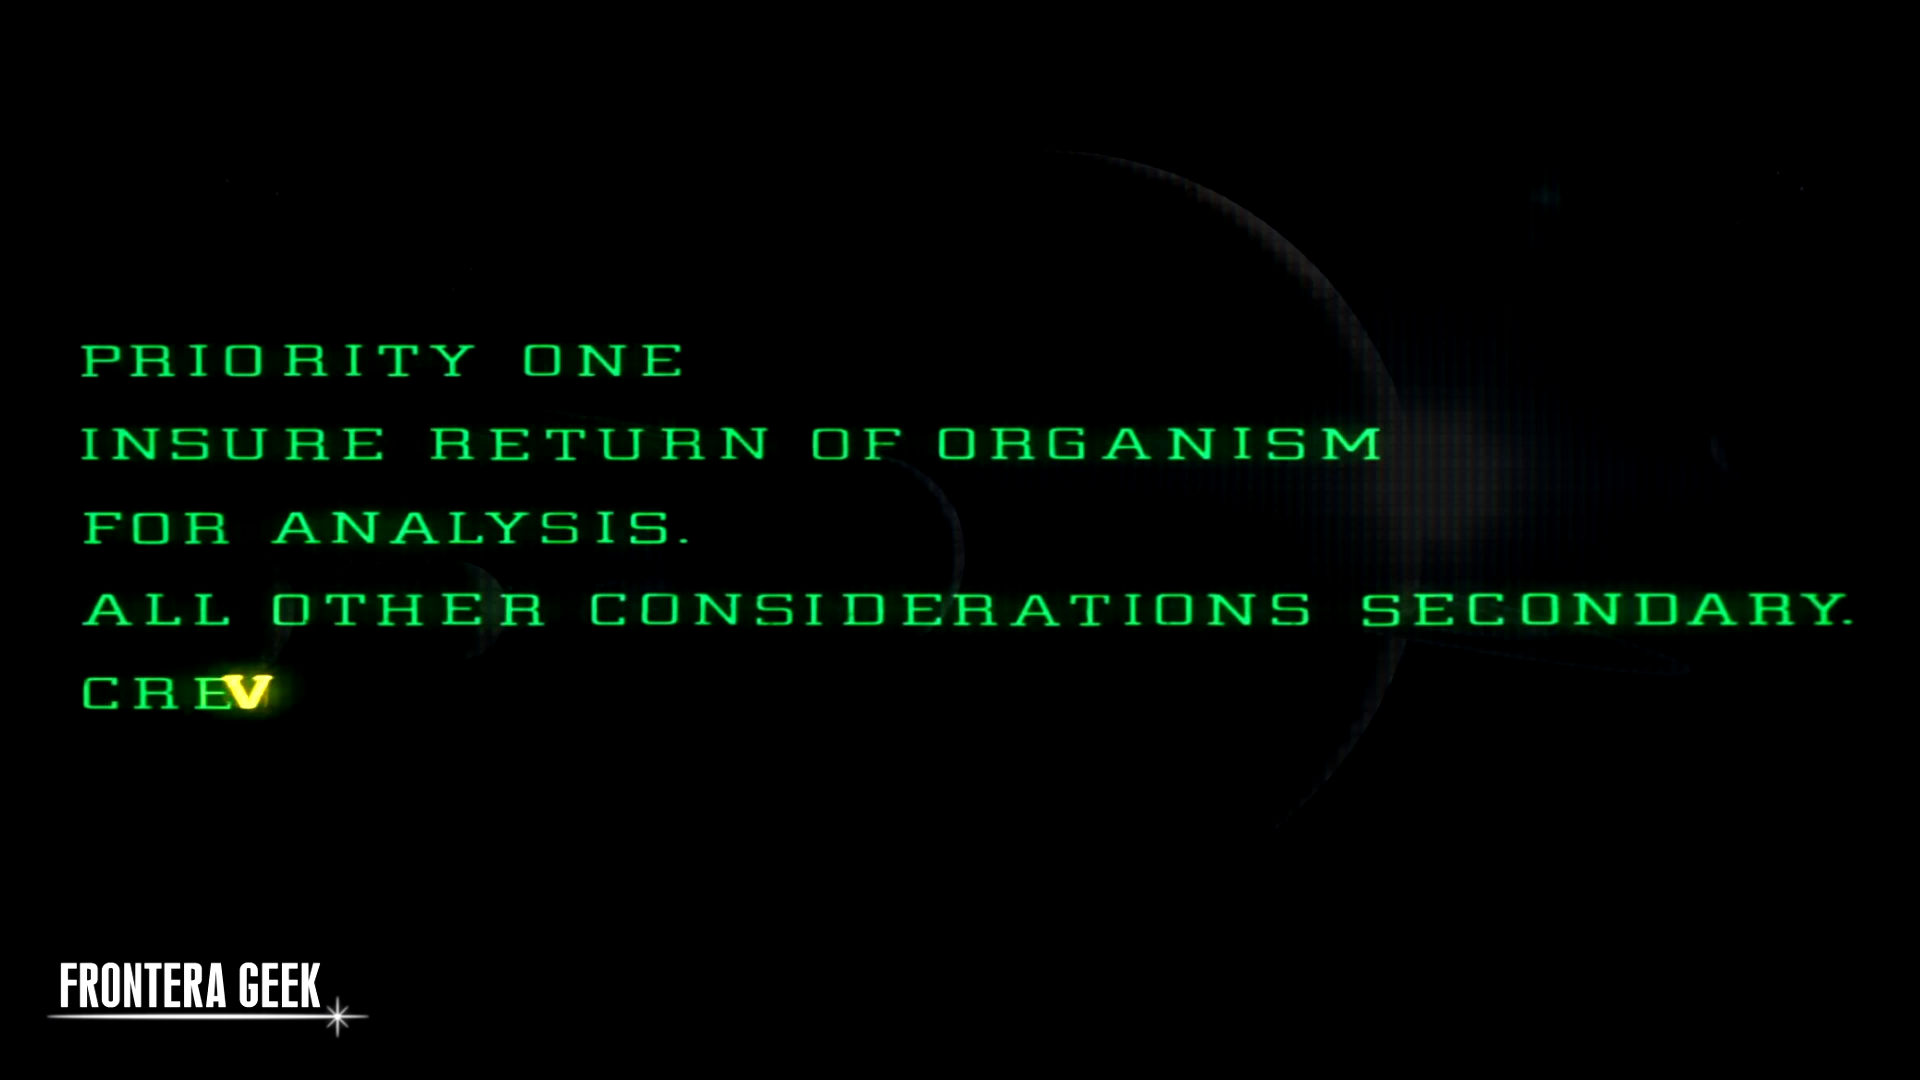 PRIORITY ONE
INSURE RETURN OF ORGANISM
FOR ANALYSIS.
ALL OTHER CONSIDERATIONS SECONDARY.
CREV
FRONTERA GEEK